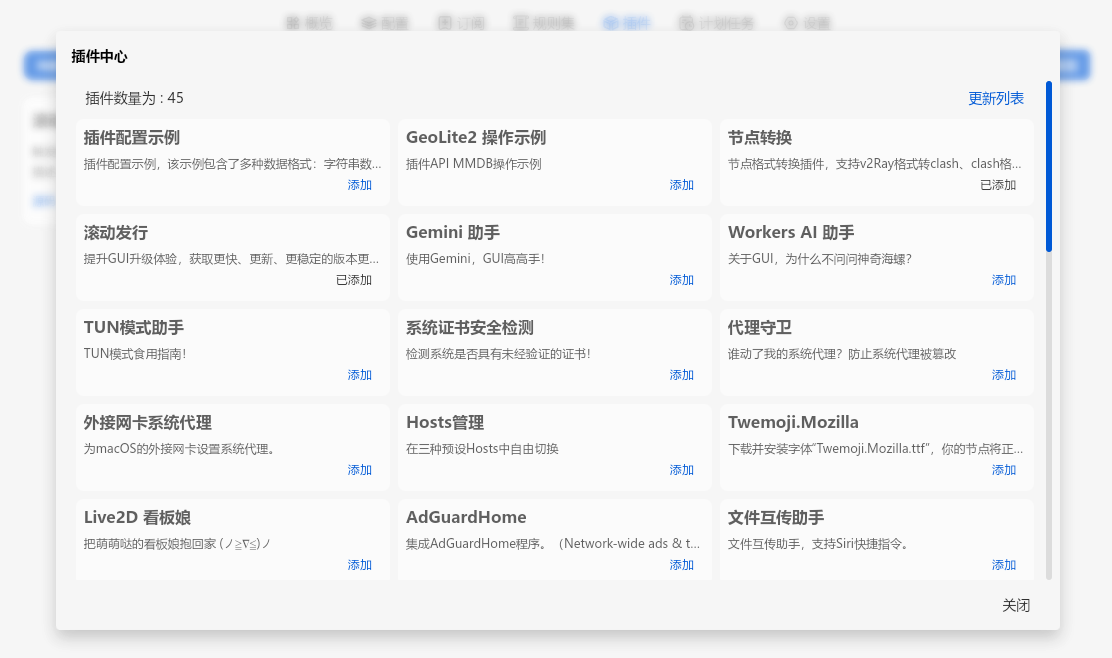 概览
配置
订阅
规则集
插件
计划任务
设置
插件中心
插件数量为 : 45
更新列表
插件配置示例
插件配置示例，该示例包含了多种数据格式：字符串数...
添加
GeoLite2 操作示例
插件API MMDB操作示例
添加
节点转换
节点格式转换插件，支持v2Ray格式转clash、clash格...
已添加
滚动发行
提升GUI升级体验，获取更快、更新、更稳定的版本更...
已添加
Gemini 助手
使用Gemini，GUI高高手！
添加
Workers AI 助手
关于GUI，为什么不问问神奇海螺？
添加
TUN模式助手
TUN模式食用指南！
添加
系统证书安全检测
检测系统是否具有未经验证的证书！
添加
代理守卫
谁动了我的系统代理？防止系统代理被篡改
添加
外接网卡系统代理
为macOS的外接网卡设置系统代理。
添加
Hosts管理
在三种预设Hosts中自由切换
添加
Twemoji.Mozilla
下载并安装字体“Twemoji.Mozilla.ttf”，你的节点将正...
添加
Live2D 看板娘
把萌萌哒的看板娘抱回家 (ノ≧∇≦)ノ
添加
AdGuardHome
集成AdGuardHome程序。（Network-wide ads & t...
添加
文件互传助手
文件互传助手，支持Siri快捷指令。
添加
关闭